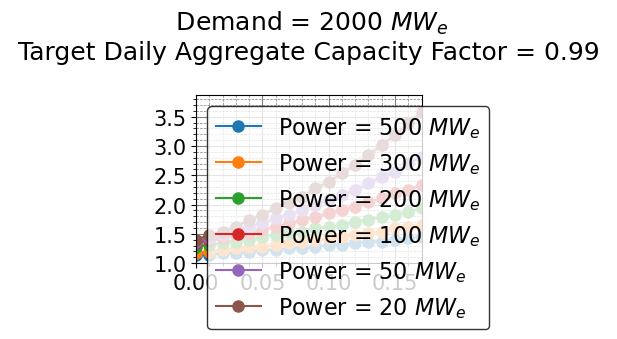 Demand = 2000 MWₑ
Target Daily Aggregate Capacity Factor = 0.99
3.5
3.0
2.5
2.0
1.5
1.0
0.00 0.05 0.10 0.15
Power = 500 MWₑ
Power = 300 MWₑ
Power = 200 MWₑ
Power = 100 MWₑ
Power = 50 MWₑ
Power = 20 MWₑ